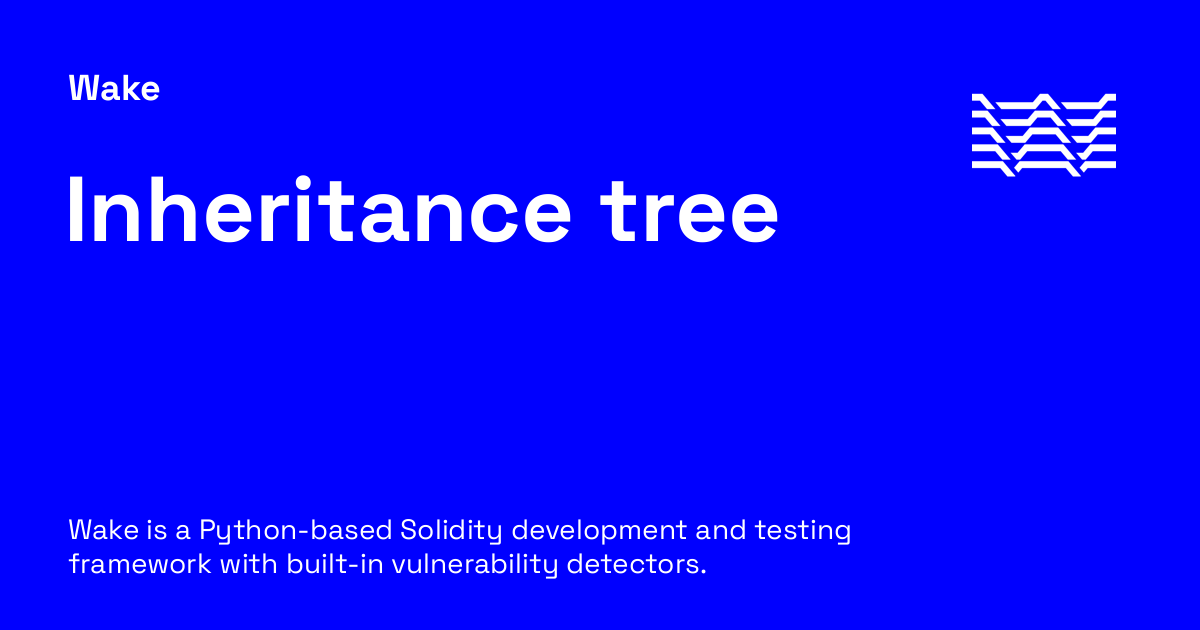 Wake
Inheritance tree
Wake is a Python-based Solidity development and testing
framework with built-in vulnerability detectors.